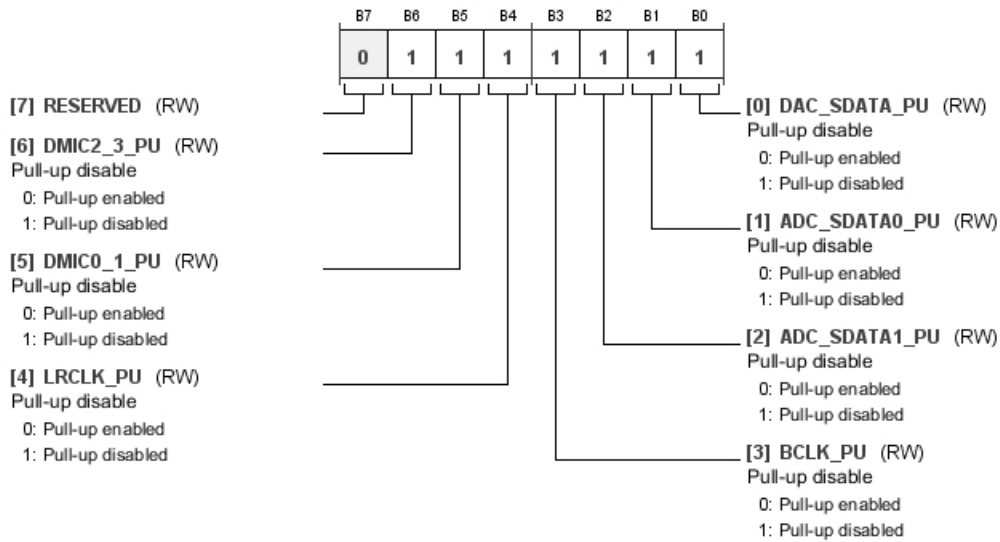 B7 B6 B5 B4 B3 B2 B1 B0
0 1 1 1 1 1 1 1
[7] RESERVED (RW)
[6] DMIC2_3_PU (RW)
Pull-up disable
0: Pull-up enabled
1: Pull-up disabled
[5] DMIC0_1_PU (RW)
Pull-up disable
0: Pull-up enabled
1: Pull-up disabled
[4] LRCLK_PU (RW)
Pull-up disable
0: Pull-up enabled
1: Pull-up disabled
[0] DAC_SDATA_PU (RW)
Pull-up disable
0: Pull-up enabled
1: Pull-up disabled
[1] ADC_SDATA0_PU (RW)
Pull-up disable
0: Pull-up enabled
1: Pull-up disabled
[2] ADC_SDATA1_PU (RW)
Pull-up disable
0: Pull-up enabled
1: Pull-up disabled
[3] BCLK_PU (RW)
Pull-up disable
0: Pull-up enabled
1: Pull-up disabled